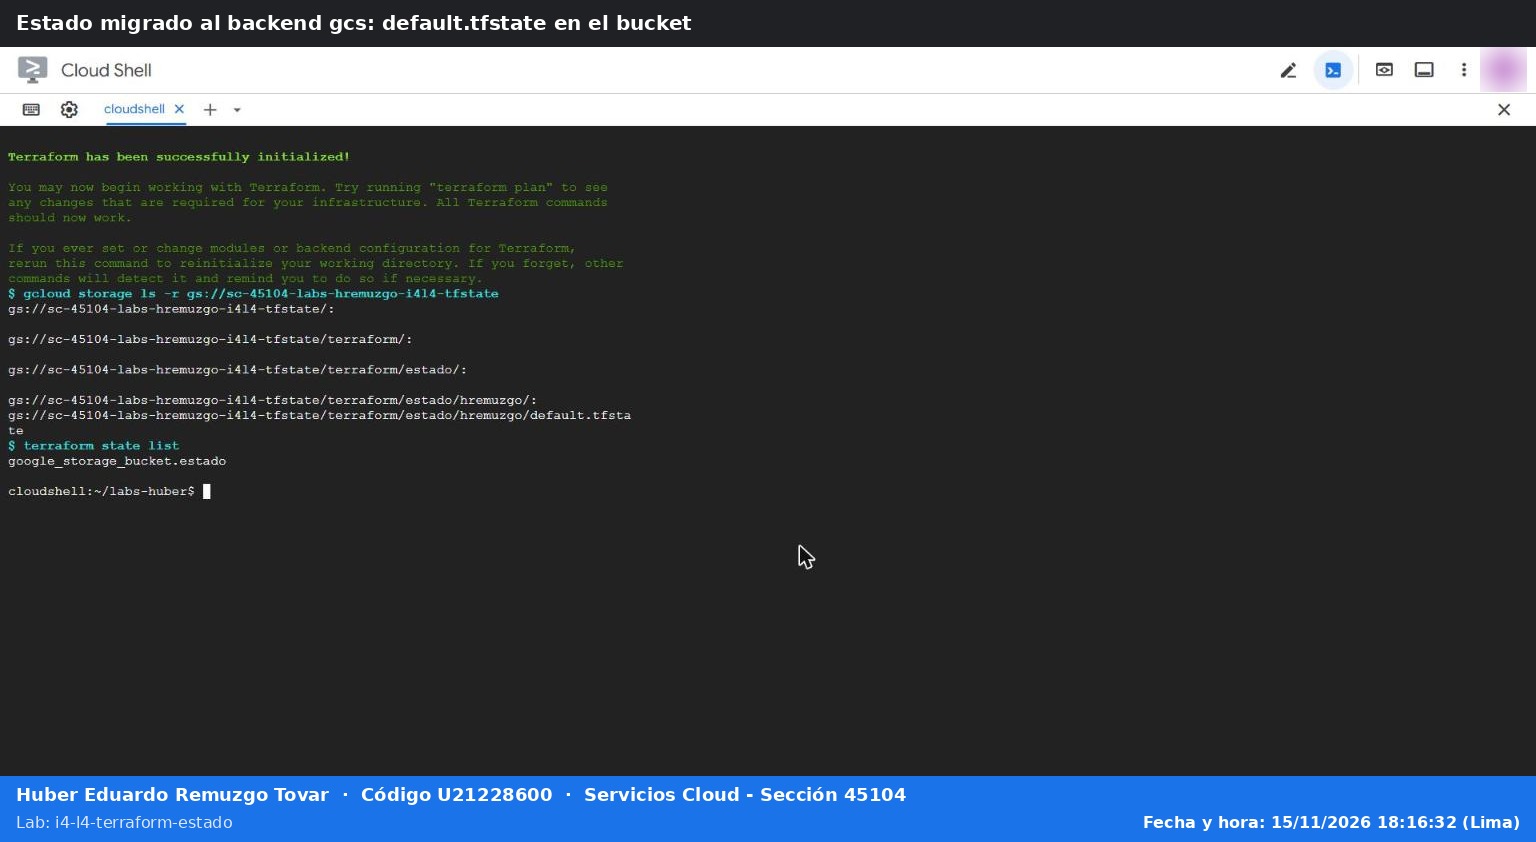 Estado migrado al backend gcs: default.tfstate en el bucket
Cloud Shell
cloudshell
Terraform has been successfully initialized!
You may now begin working with Terraform. Try running "terraform plan" to see
any changes that are required for your infrastructure. All Terraform commands
should now work.
If you ever set or change modules or backend configuration for Terraform,
rerun this command to reinitialize your working directory. If you forget, other
commands will detect it and remind you to do so if necessary.
$ gcloud storage ls -r gs://sc-45104-labs-hremuzgo-i4l4-tfstate
gs://sc-45104-labs-hremuzgo-i4l4-tfstate/:
gs://sc-45104-labs-hremuzgo-i4l4-tfstate/terraform/:
gs://sc-45104-labs-hremuzgo-i4l4-tfstate/terraform/estado/:
gs://sc-45104-labs-hremuzgo-i4l4-tfstate/terraform/estado/hremuzgo/:
gs://sc-45104-labs-hremuzgo-i4l4-tfstate/terraform/estado/hremuzgo/default.tfsta
te
$ terraform state list
google_storage_bucket.estado
cloudshell:~/labs-huber$
Huber Eduardo Remuzgo Tovar · Código U21228600 · Servicios Cloud - Sección 45104
Lab: i4-l4-terraform-estado
Fecha y hora: 15/11/2026 18:16:32 (Lima)